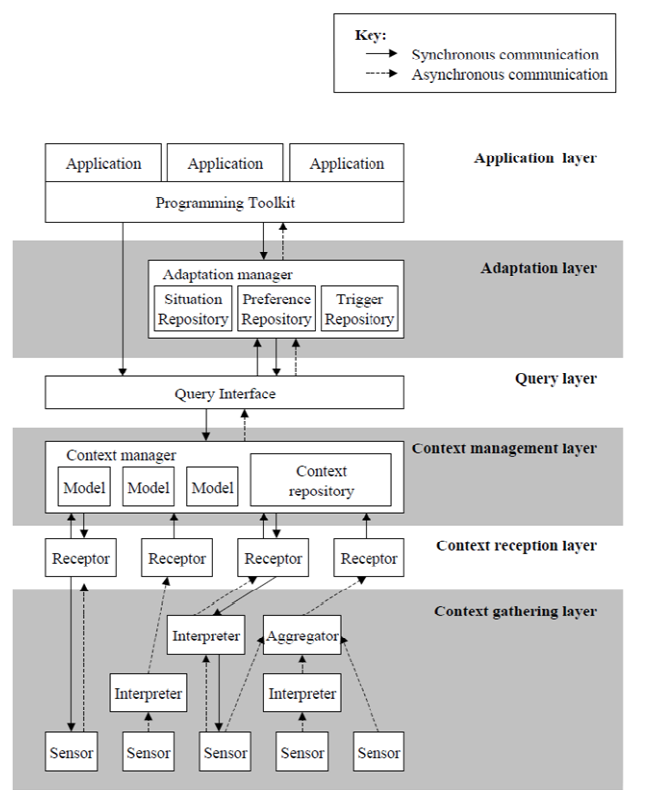 Key:
Synchronous communication
Asynchronous communication
Application layer
Application Application Application
Programming Toolkit
Adaptation layer
Adaptation manager
Situation Preference Trigger
Repository Repository Repository
Query layer
Query Interface
Context management layer
Context manager
Context
repository
Model Model Model
Context reception layer
Receptor Receptor Receptor Receptor
Context gathering layer
Interpreter Aggregator
Interpreter Interpreter
Sensor Sensor Sensor Sensor Sensor